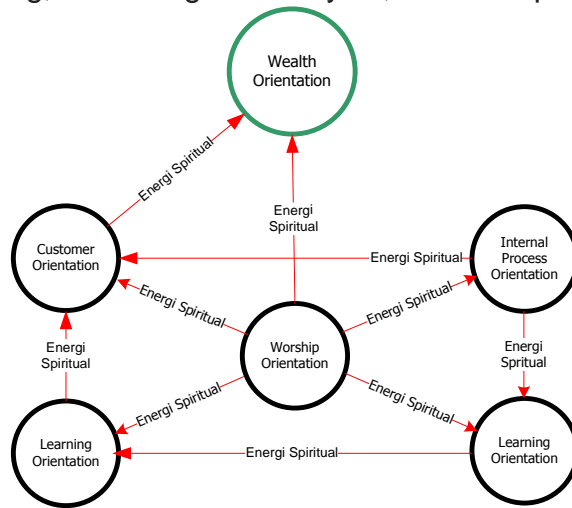 Wealth
Orientation
Energi Spiritual
Energi
Spiritual
Customer
Orientation
Energi Spiritual
Internal
Process
Orientation
Energi Spiritual
Energi Spiritual
Energi
Spiritual
Worship
Orientation
Energi
Spritual
Energi Spiritual
Energi Spiritual
Learning
Orientation
Energi Spiritual
Learning
Orientation